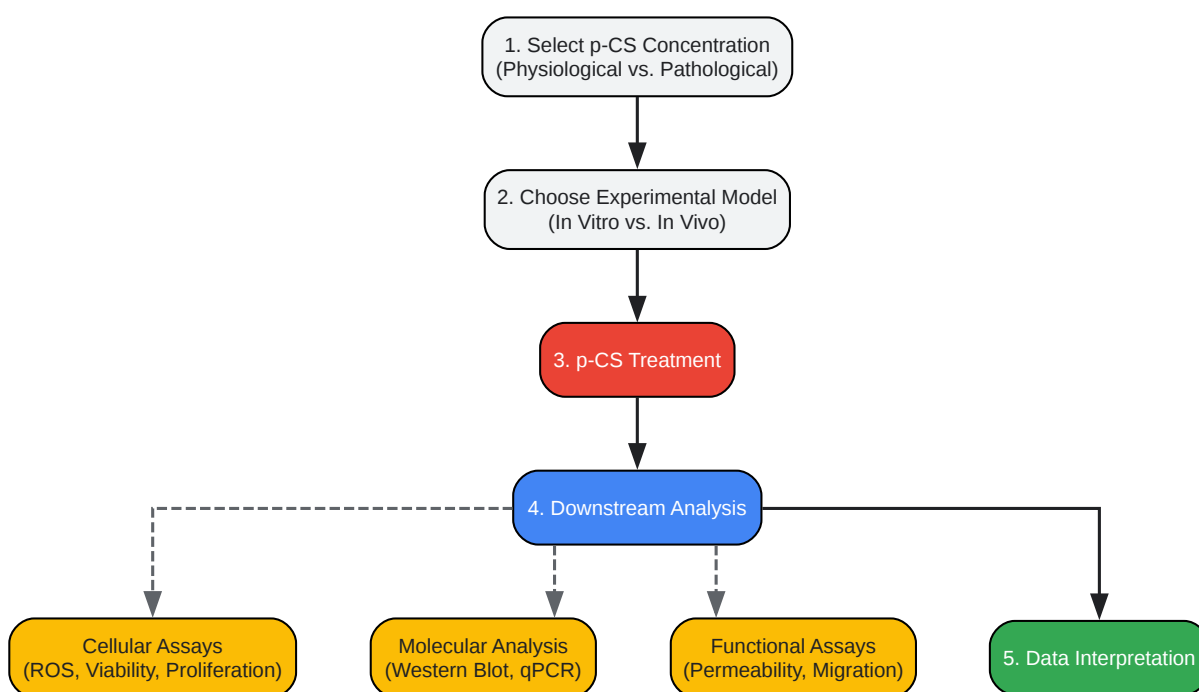 1. Select p-CS Concentration
(Physiological vs. Pathological)
2. Choose Experimental Model
(In Vitro vs. In Vivo)
3. p-CS Treatment
4. Downstream Analysis
Cellular Assays
(ROS, Viability, Proliferation)
Molecular Analysis
(Western Blot, qPCR)
Functional Assays
(Permeability, Migration)
5. Data Interpretation